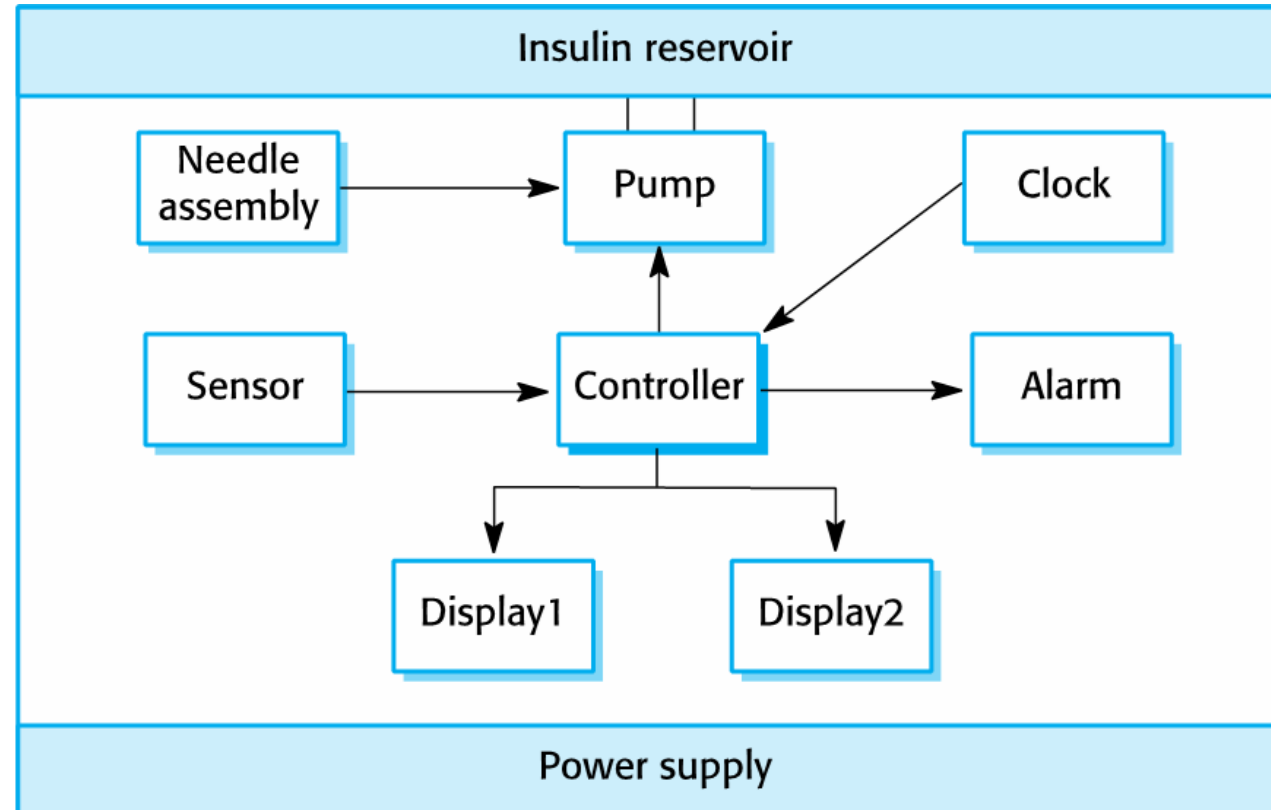 Insulin reservoir
Needle
assembly
Pump
Clock
Sensor
Controller
Alarm
Display1
Display2
Power supply